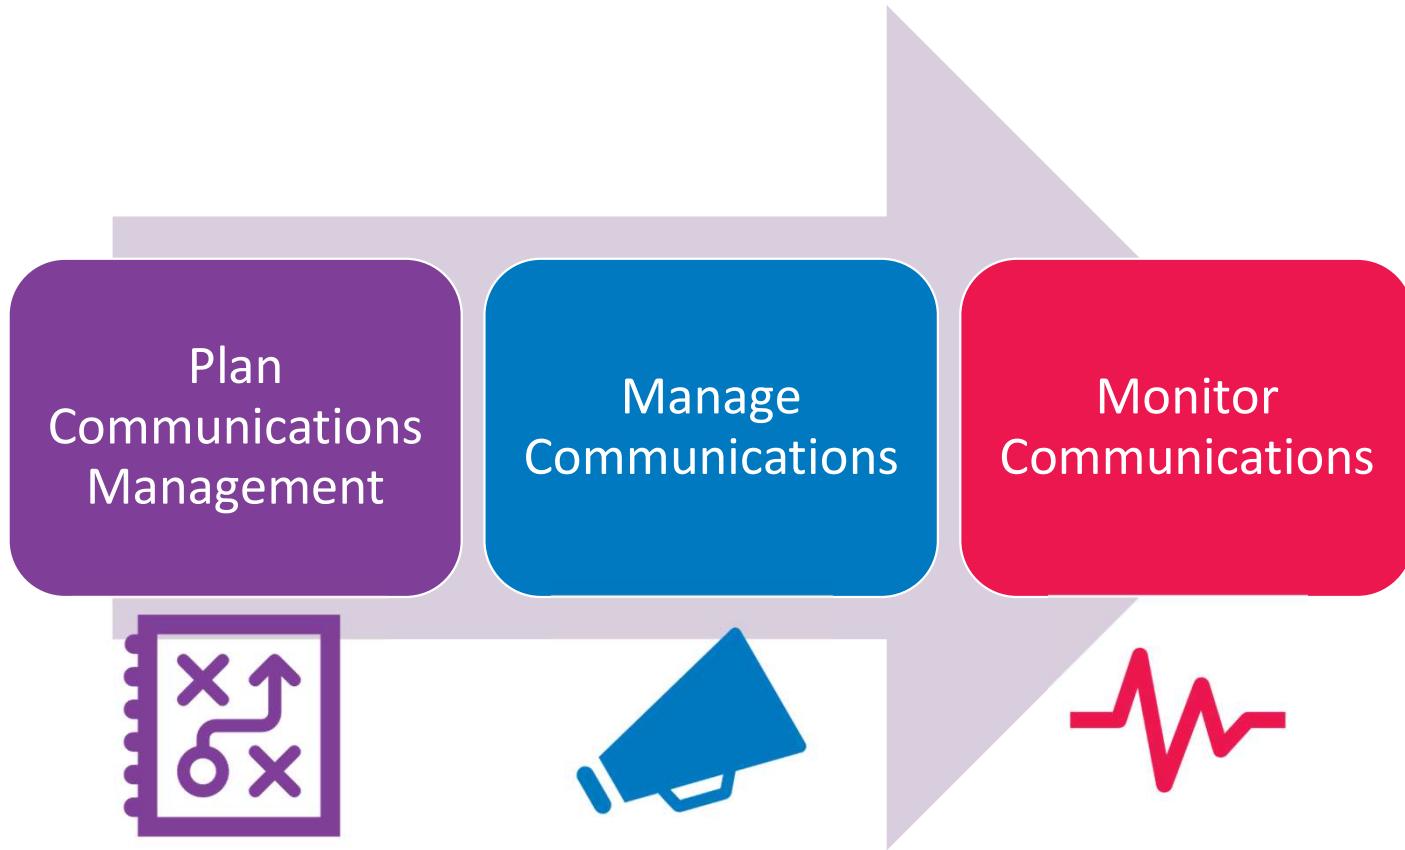 Plan
Communications
Management
Manage
Communications
Monitor
Communications